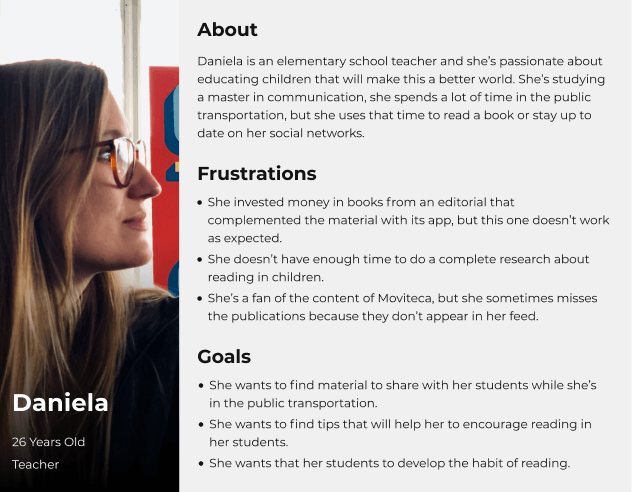 About
Daniela is an elementary school teacher and she's passionate about
educating children that will make this a better world. She's studying
a master in communication, she spends a lot of time in the public
transportation, but she uses that time to read a book or stay up to
date on her social networks.
Frustrations
• She invested money in books from an editorial that
complemented the material with its app, but this one doesn't work
as expected.
• She doesn't have enough time to do a complete research about
reading in children.
• She's a fan of the content of Moviteca, but she sometimes misses
the publications because they don't appear in her feed.
Goals
• She wants to find material to share with her students while she's
in the public transportation.
• She wants to find tips that will help her to encourage reading in
her students.
• She wants that her students to develop the habit of reading.
Daniela
26 Years Old
Teacher